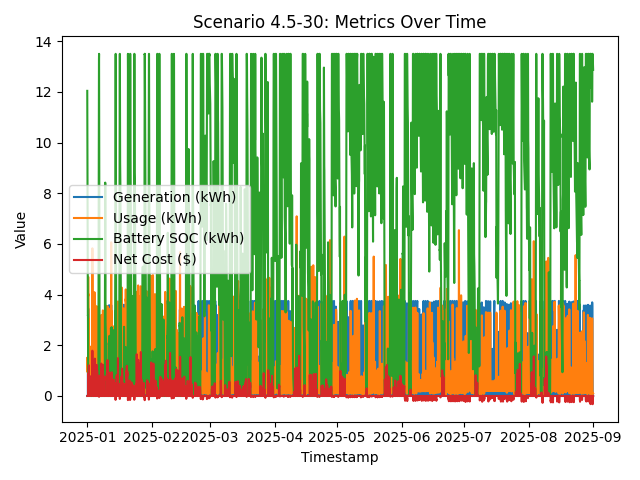 Scenario 4.5-30: Metrics Over Time
14
12
10
8
6
4
2
0
Value
Generation (kWh)
Usage (kWh)
Battery SOC (kWh)
Net Cost ($)
2025-01 2025-02 2025-03 2025-04 2025-05 2025-06 2025-07 2025-08 2025-09
Timestamp